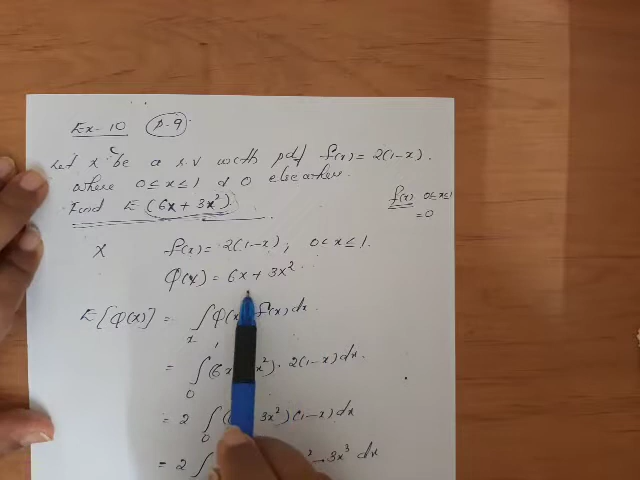 Ex-10 P-9
Let x be a r.v with pdf f(x) = 2(1-x).
where 0 ≤ x ≤ 1 & 0 elsewhere.
Find E(6x + 3x²).
f(x) 0≤x≤1
=0
X f(x) = 2(1-x); 0<x≤1.
φ(x) = 6x + 3x²
E[φ(x)] = ∫ φ(x f(x) dx
x
= ∫ (6x x²). 2(1-x) dx.
0
= 2 ∫ ( 3x²)(1-x) dx
0
= 2 ∫ - 3x³ dx